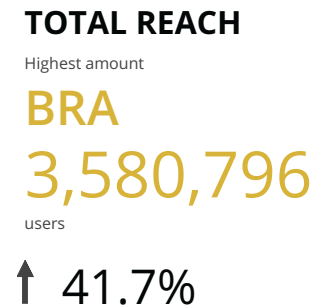 TOTAL REACH
Highest amount
BRA
3,580,796
users
41.7%